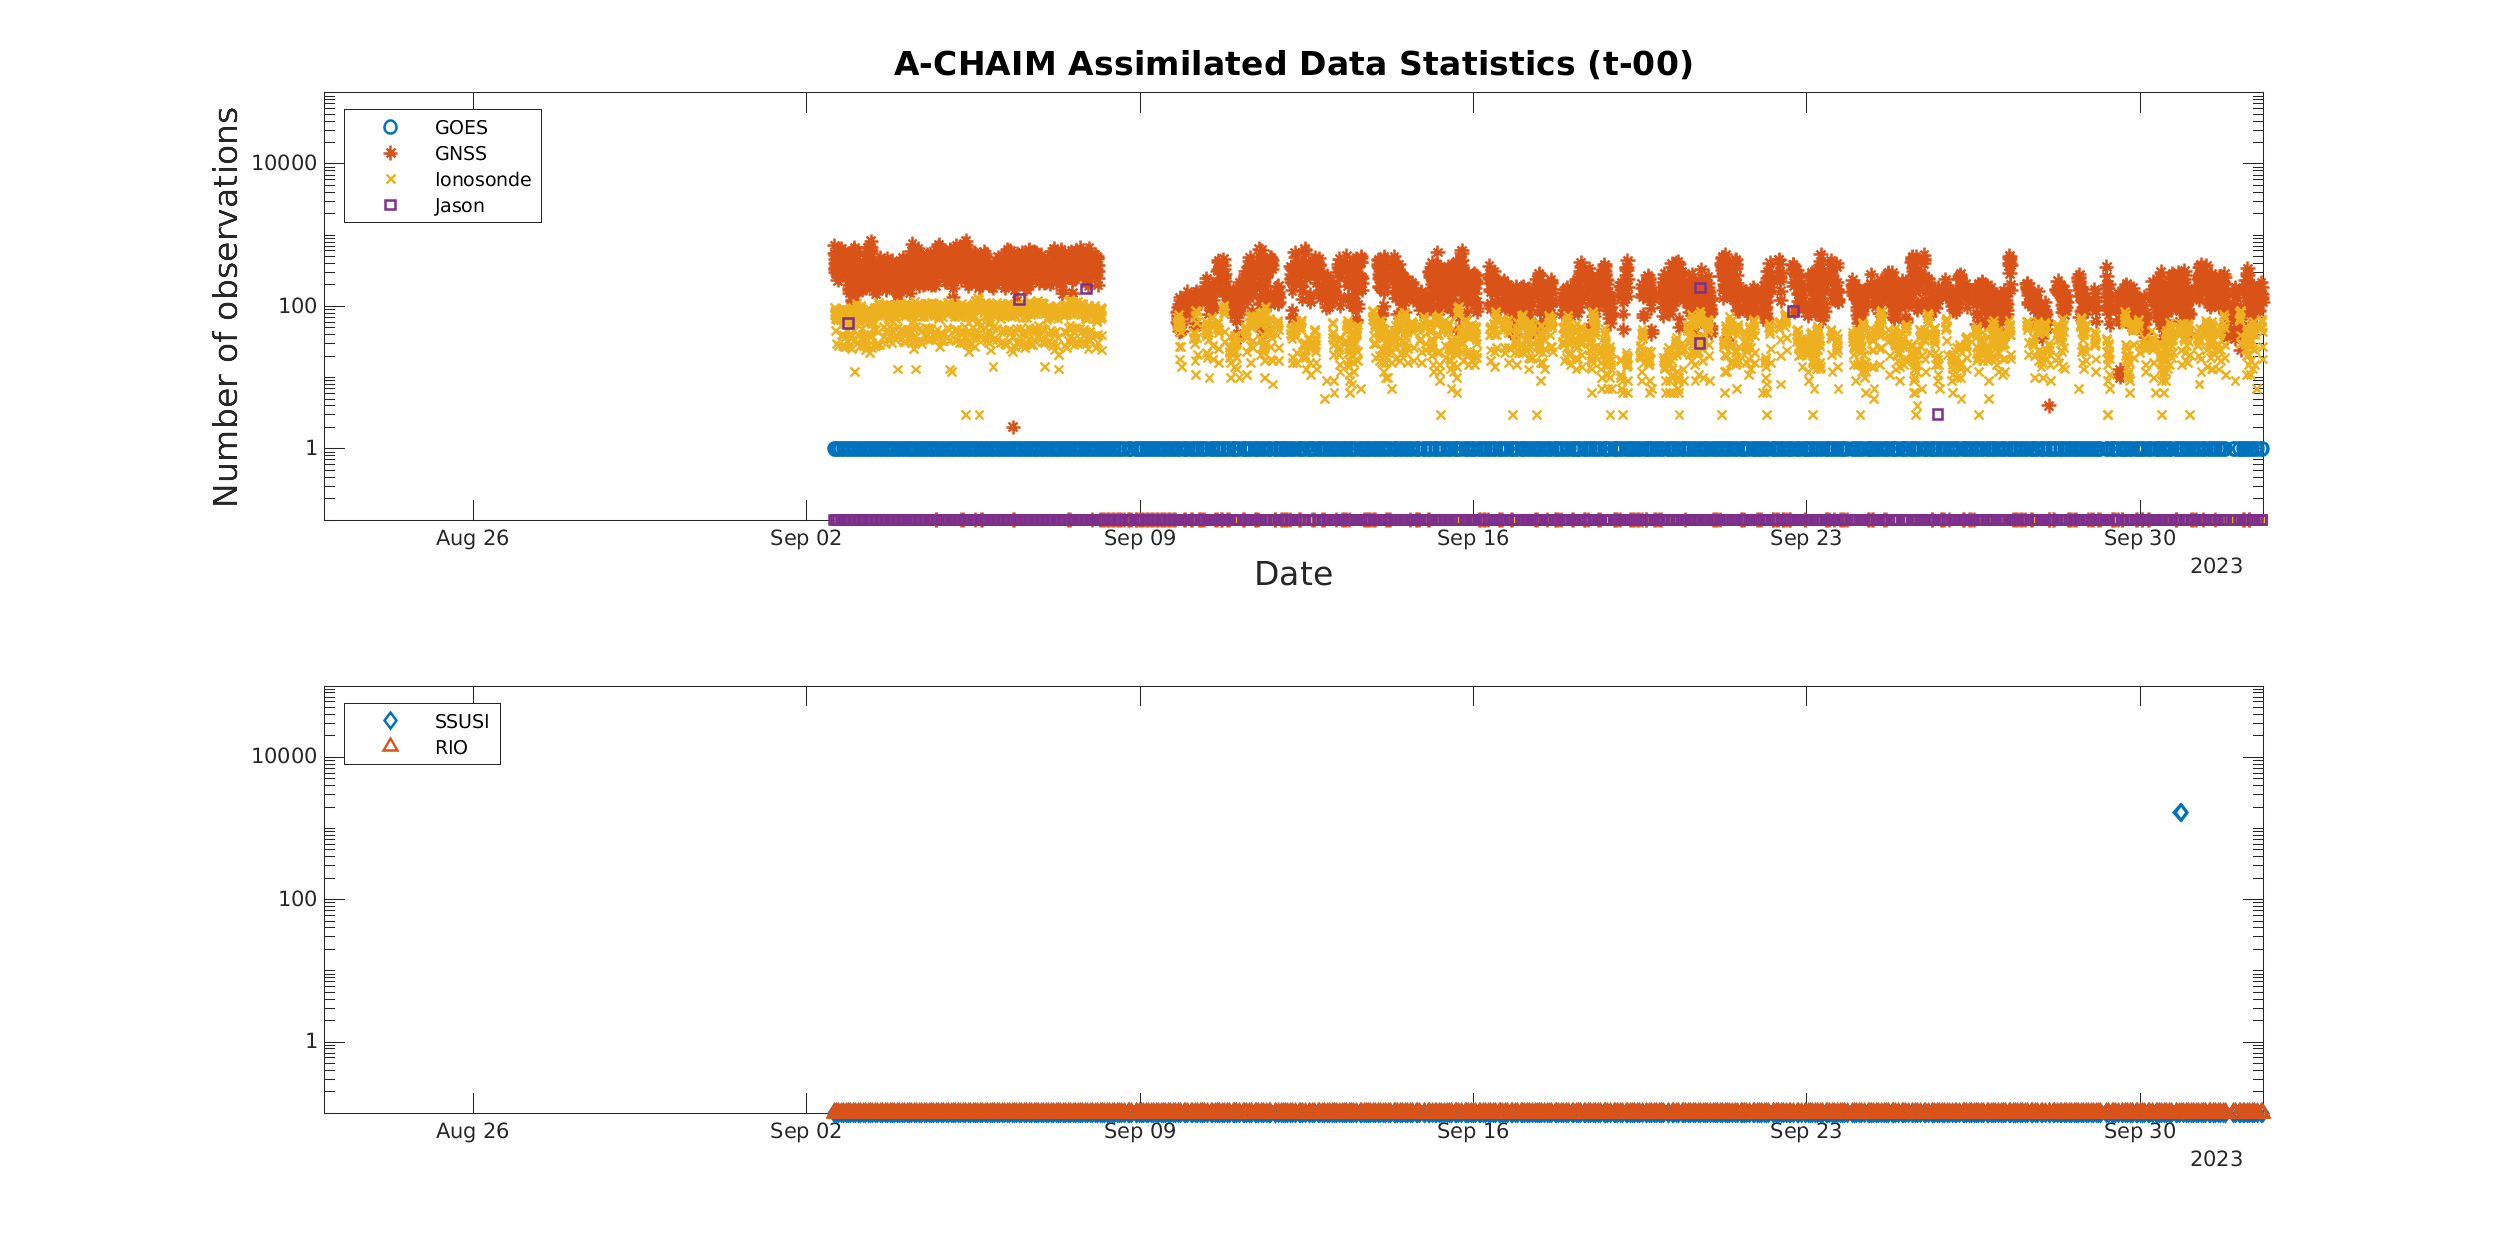 A-CHAIM Assimilated Data Statistics (t-00)
Number of observations
GOES
GNSS
Ionosonde
Jason
10000
100
1
Aug 26 Sep 02 Sep 09 Sep 16 Sep 23 Sep 30
2023
Date
SSUSI
RIO
10000
100
1
Aug 26 Sep 02 Sep 09 Sep 16 Sep 23 Sep 30
2023